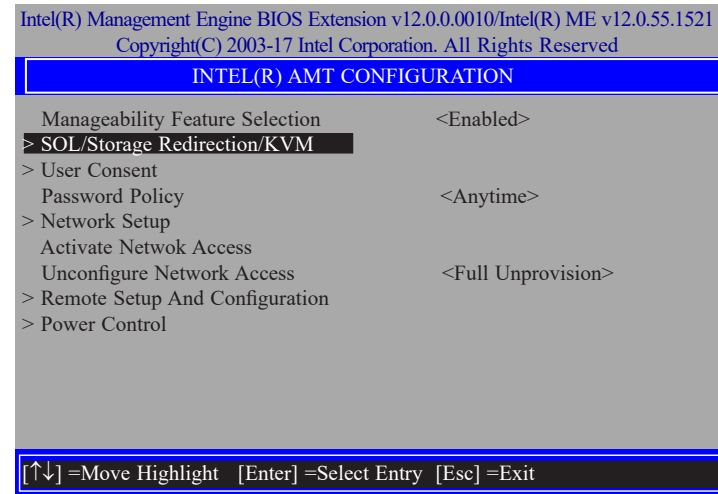 Intel(R) Management Engine BIOS Extension v12.0.0.0010/Intel(R) ME v12.0.55.1521
Copyright(C) 2003-17 Intel Corporation. All Rights Reserved
INTEL(R) AMT CONFIGURATION
Manageability Feature Selection <Enabled>
> SOL/Storage Redirection/KVM
> User Consent
Password Policy <Anytime>
> Network Setup
Activate Netwok Access
Unconfigure Network Access <Full Unprovision>
> Remote Setup And Configuration
> Power Control
[↑↓] =Move Highlight [Enter] =Select Entry [Esc] =Exit